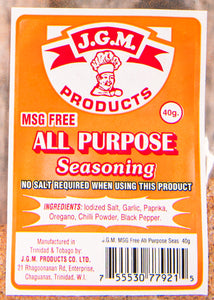 J.G.M.
PRODUCTS
40g.
MSG FREE
ALL PURPOSE
Seasoning
NO SALT REQUIRED WHEN USING THIS PRODUCT
INGREDIENTS: Iodized Salt, Garlic, Paprika,
Oregano, Chilli Powder, Black Pepper.
Manufactured in
Trinidad & Tobago by:
J.G.M. PRODUCTS CO. LTD.
21 Bhagoonanan Rd, Enterprise,
Chaguanas, Trinidad, W.I.
J.G.M. MSG Free All Purpose Seas. 40g
7 55530 77921 5